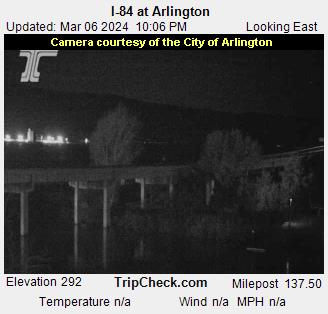 I-84 at Arlington
Updated: Mar 06 2024 10:06 PM Looking East
Camera courtesy of the City of Arlington
Elevation 292 TripCheck.com Milepost 137.50
Temperature n/a Wind n/a MPH n/a